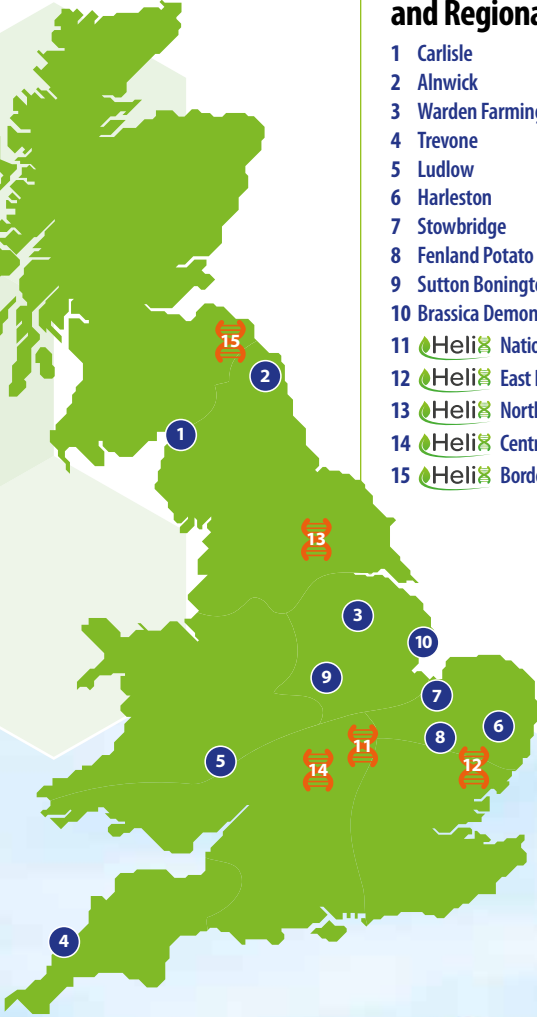 and Regiona
1 Carlisle
2 Alnwick
3 Warden Farming
4 Trevone
5 Ludlow
6 Harleston
7 Stowbridge
8 Fenland Potato
9 Sutton Bonington
10 Brassica Demon
11 Helix Natio
12 Helix East
13 Helix North
14 Helix Centr
15 Helix Borde
15
2
1
13
3
10
9
7
6
11
8
5
14
12
4